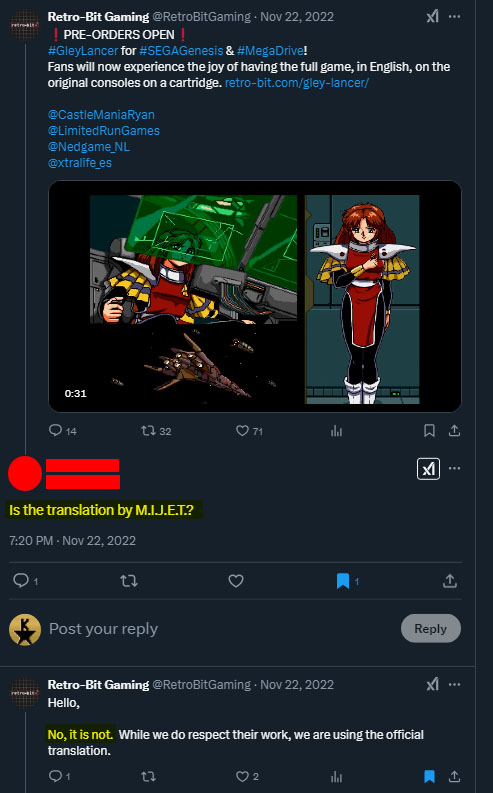 Retro-Bit Gaming @RetroBitGaming · Nov 22, 2022
❗PRE-ORDERS OPEN❗
#GleyLancer for #SEGAGenesis & #MegaDrive!
Fans will now experience the joy of having the full game, in English, on the
original consoles on a cartridge. retro-bit.com/gley-lancer/
@CastleManiaRyan
@LimitedRunGames
@Nedgame_NL
@xtralife_es
0:31
14 32 71
Is the translation by M.I.J.E.T.?
7:20 PM · Nov 22, 2022
1 1
Post your reply
Reply
Retro-Bit Gaming @RetroBitGaming · Nov 22, 2022
Hello,
No, it is not. While we do respect their work, we are using the official
translation.
1 2